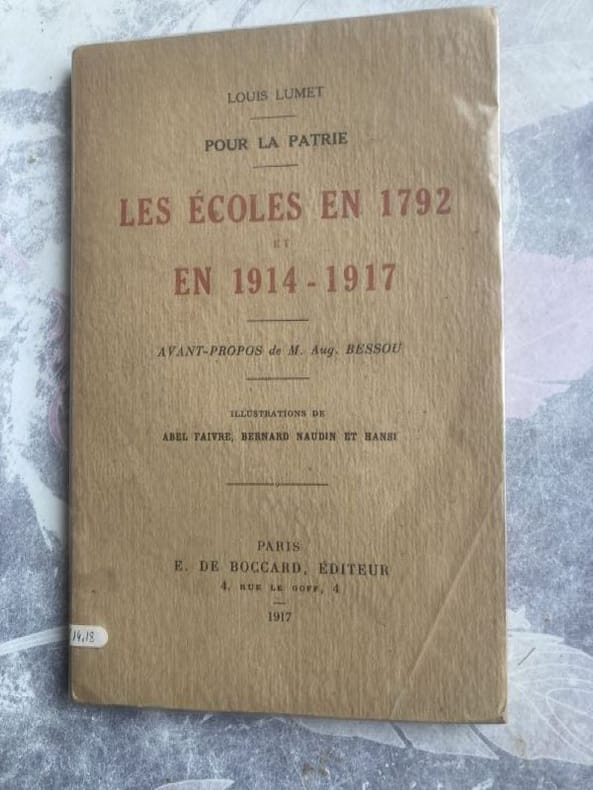 LOUIS LUMET
POUR LA PATRIE
LES ÉCOLES EN 1792
ET
EN 1914-1917
AVANT-PROPOS de M. Aug. BESSOU
ILLUSTRATIONS DE
ABEL FAIVRE, BERNARD NAUDIN ET HANSI
PARIS
E. DE BOCCARD, ÉDITEUR
4, RUE LE GOFF, 4
1917
14.18